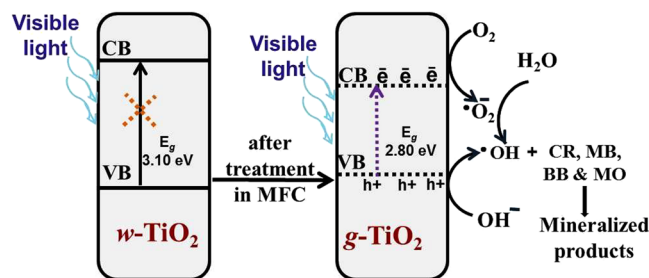 Visible
light
CB
E_g
3.10 eV
VB
w-TiO₂
after
treatment
in MFC
Visible
light
CB ē ē ē
E_g
2.80 eV
VB
h+ h+ h+
g-TiO₂
O₂
H₂O
•O₂⁻
•OH + CR, MB,
BB & MO
OH⁻
Mineralized
products